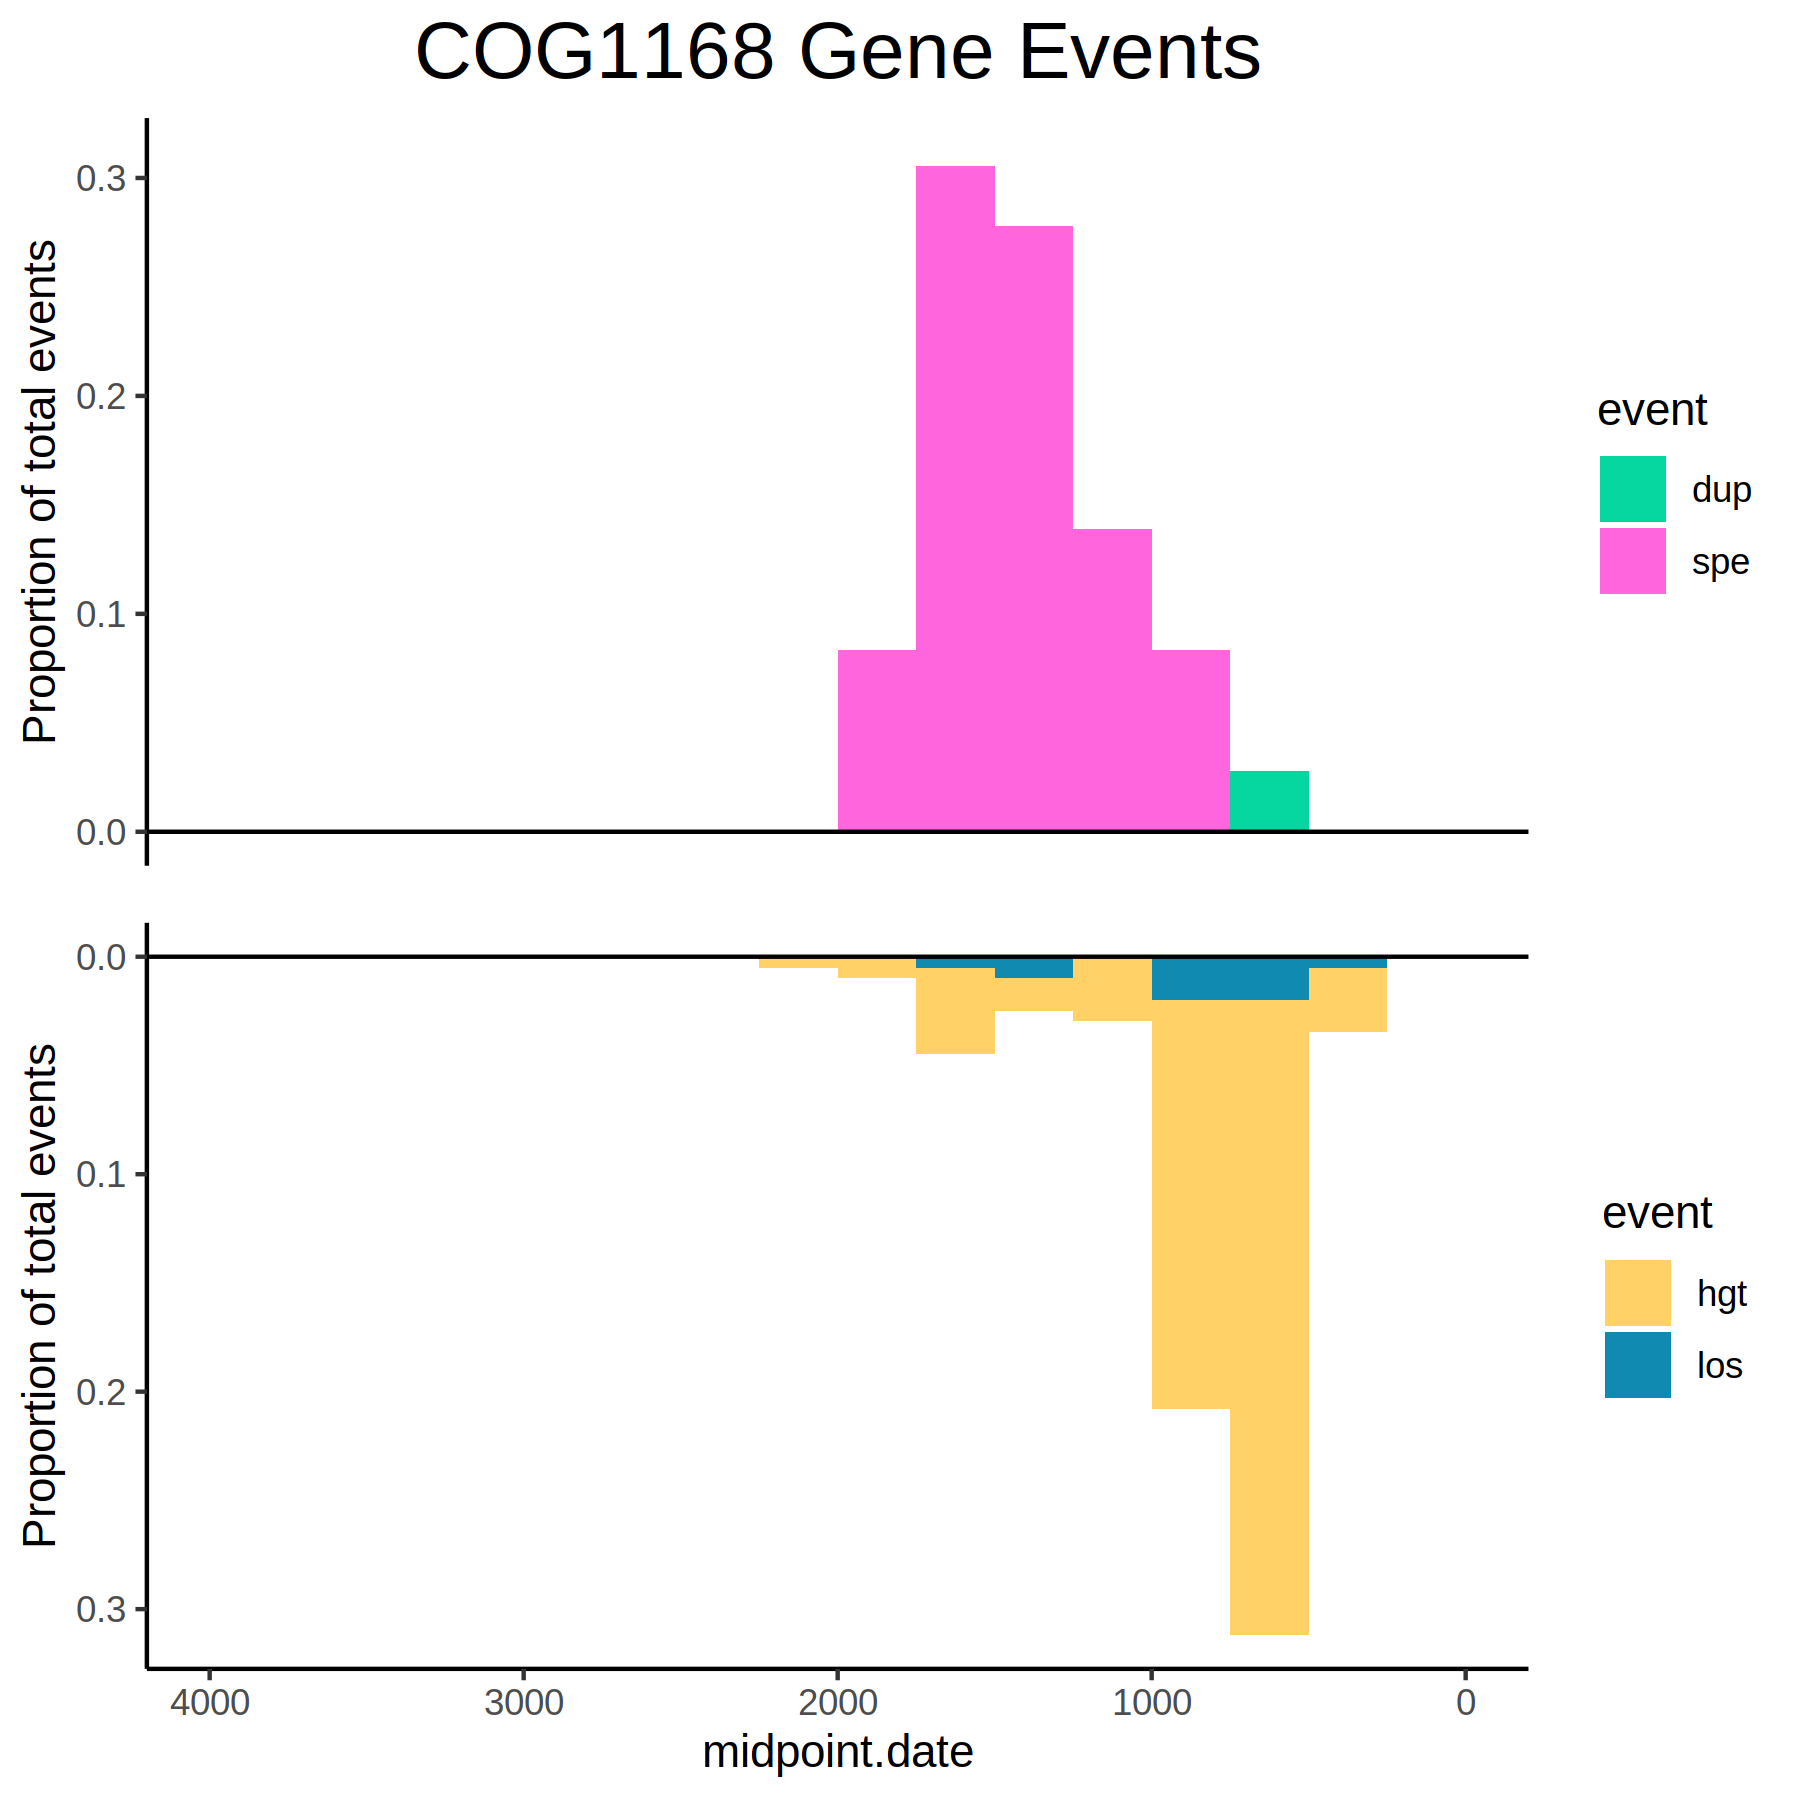 COG1168 Gene Events
Proportion of total events
0.3
0.2
0.1
0.0
event
dup
spe
Proportion of total events
0.0
0.1
0.2
0.3
event
hgt
los
4000 3000 2000 1000 0
midpoint.date